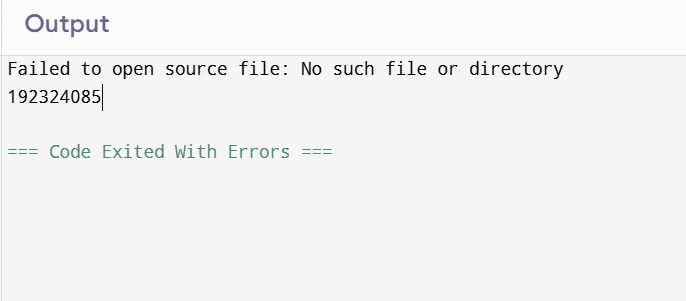 Output
Failed to open source file: No such file or directory
192324085
=== Code Exited With Errors ===